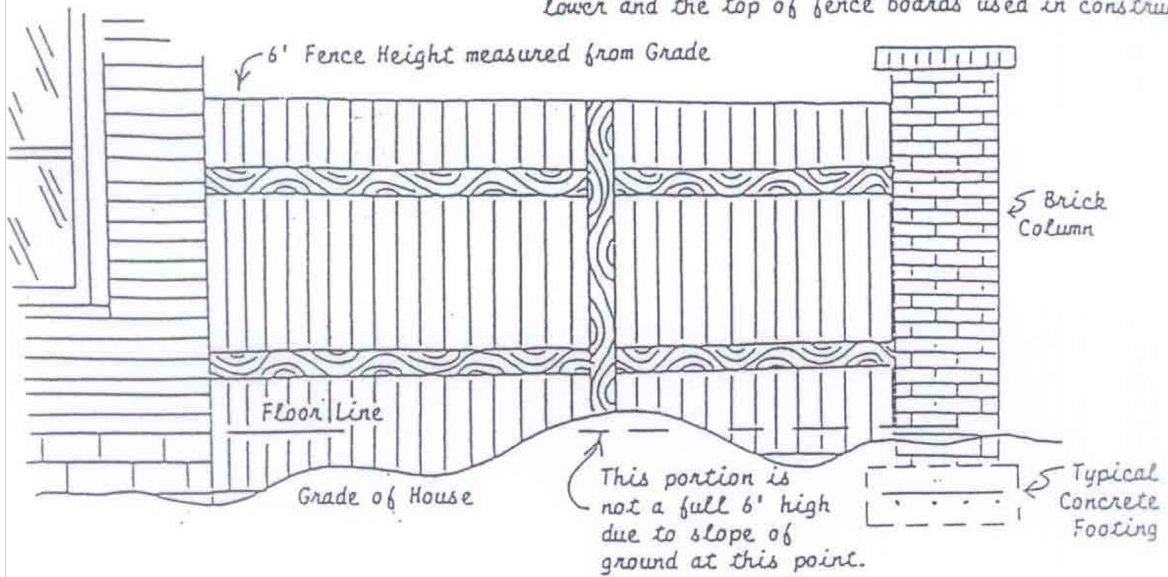 lower and the top of fence boards used in constru
6' Fence Height measured from Grade
Brick
Column
Floor Line
Grade of House
This portion is
not a full 6' high
due to slope of
ground at this point.
Typical
Concrete
Footing